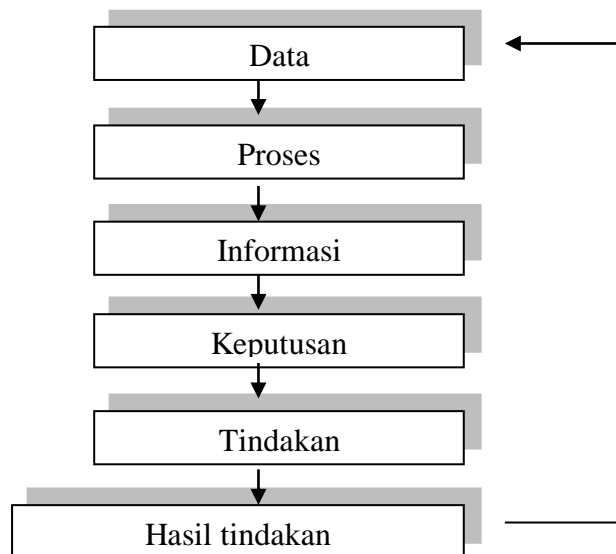 Data
Proses
Informasi
Keputusan
Tindakan
Hasil tindakan